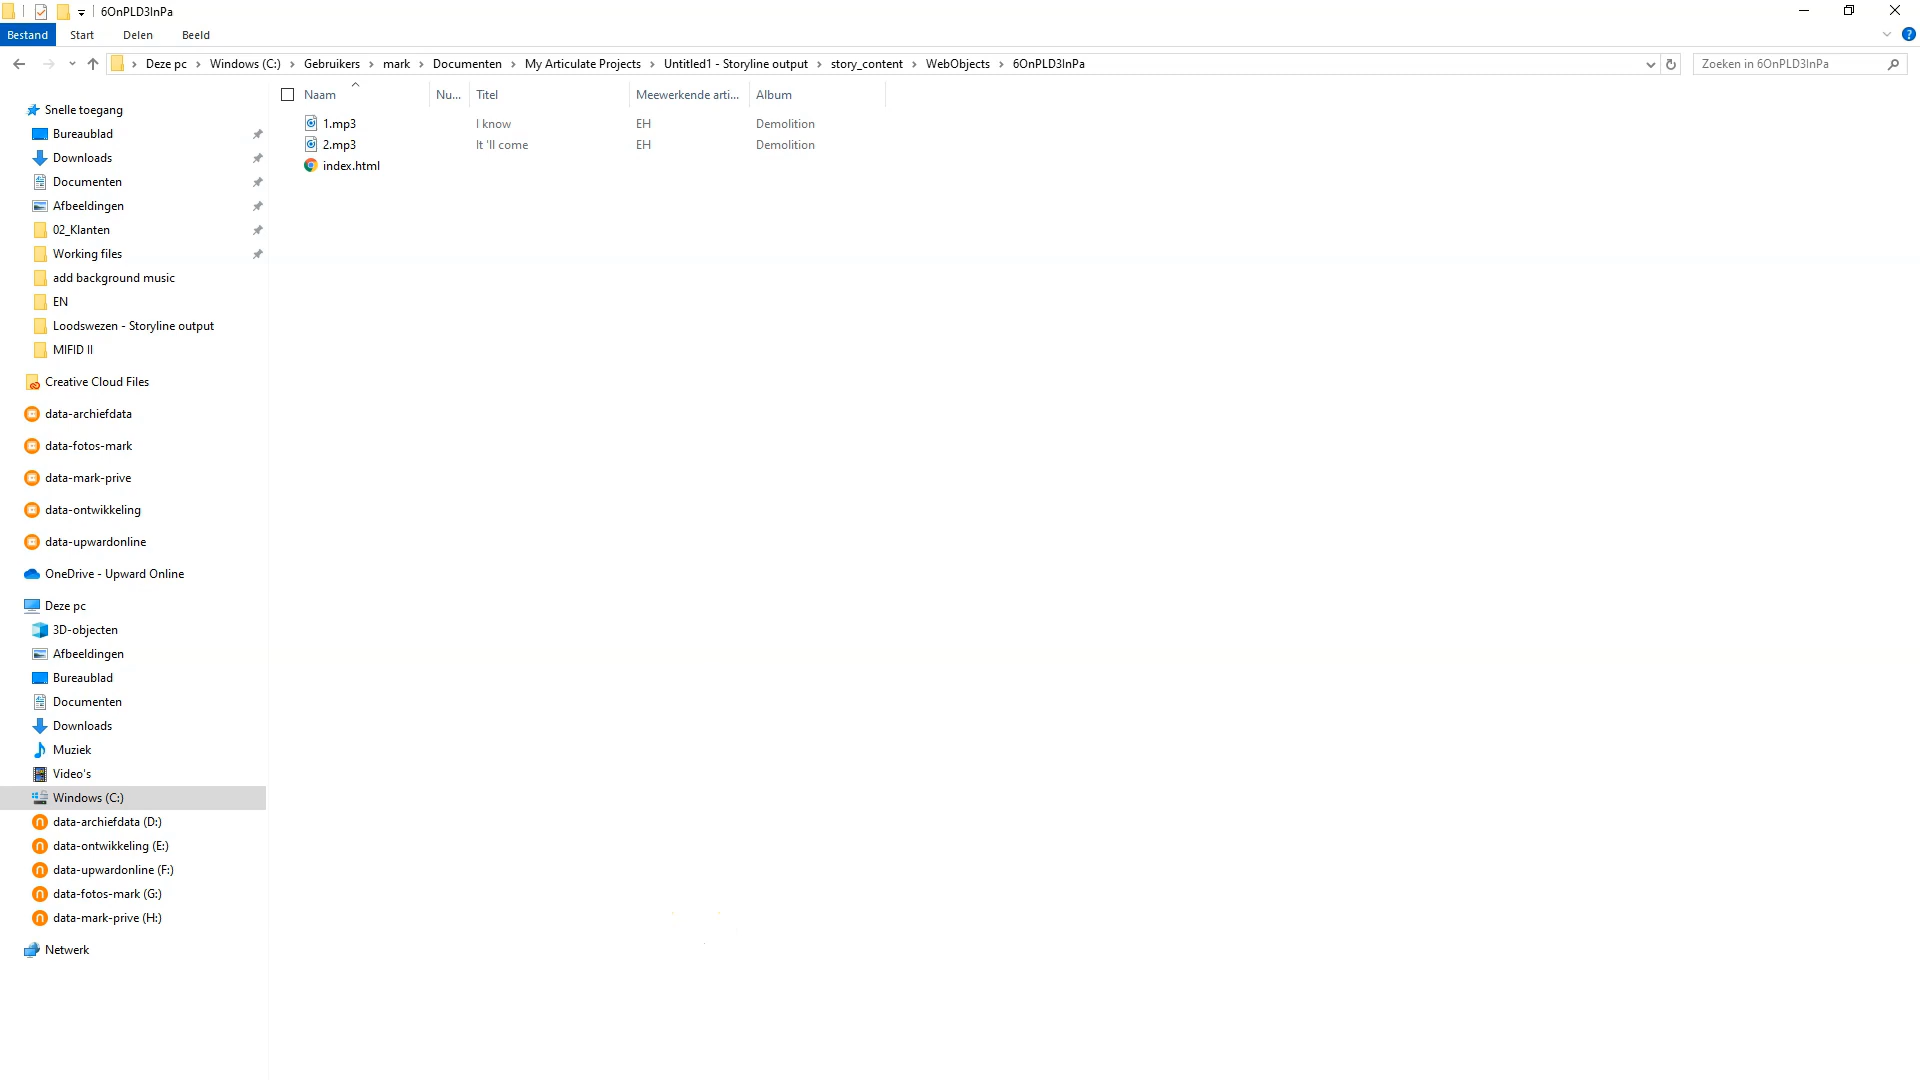 6OnPLD3InPa
Bestand Start Delen Beeld
Deze pc Windows (C:) Gebruikers mark Documenten My Articulate Projects Untitled1 - Storyline output story_content WebObjects 6OnPLD3InPa Zoeken in 6OnPLD3InPa
Naam Nu... Titel Meewerkende arti... Album
1.mp3 I know EH Demolition
2.mp3 It 'll come EH Demolition
index.html
Snelle toegang
Bureaublad
Downloads
Documenten
Afbeeldingen
02_Klanten
Working files
add background music
EN
Loodswezen - Storyline output
MIFID II
Creative Cloud Files
data-archiefdata
data-fotos-mark
data-mark-prive
data-ontwikkeling
data-upwardonline
OneDrive - Upward Online
Deze pc
3D-objecten
Afbeeldingen
Bureaublad
Documenten
Downloads
Muziek
Video's
Windows (C:)
data-archiefdata (D:)
data-ontwikkeling (E:)
data-upwardonline (F:)
data-fotos-mark (G:)
data-mark-prive (H:)
Netwerk